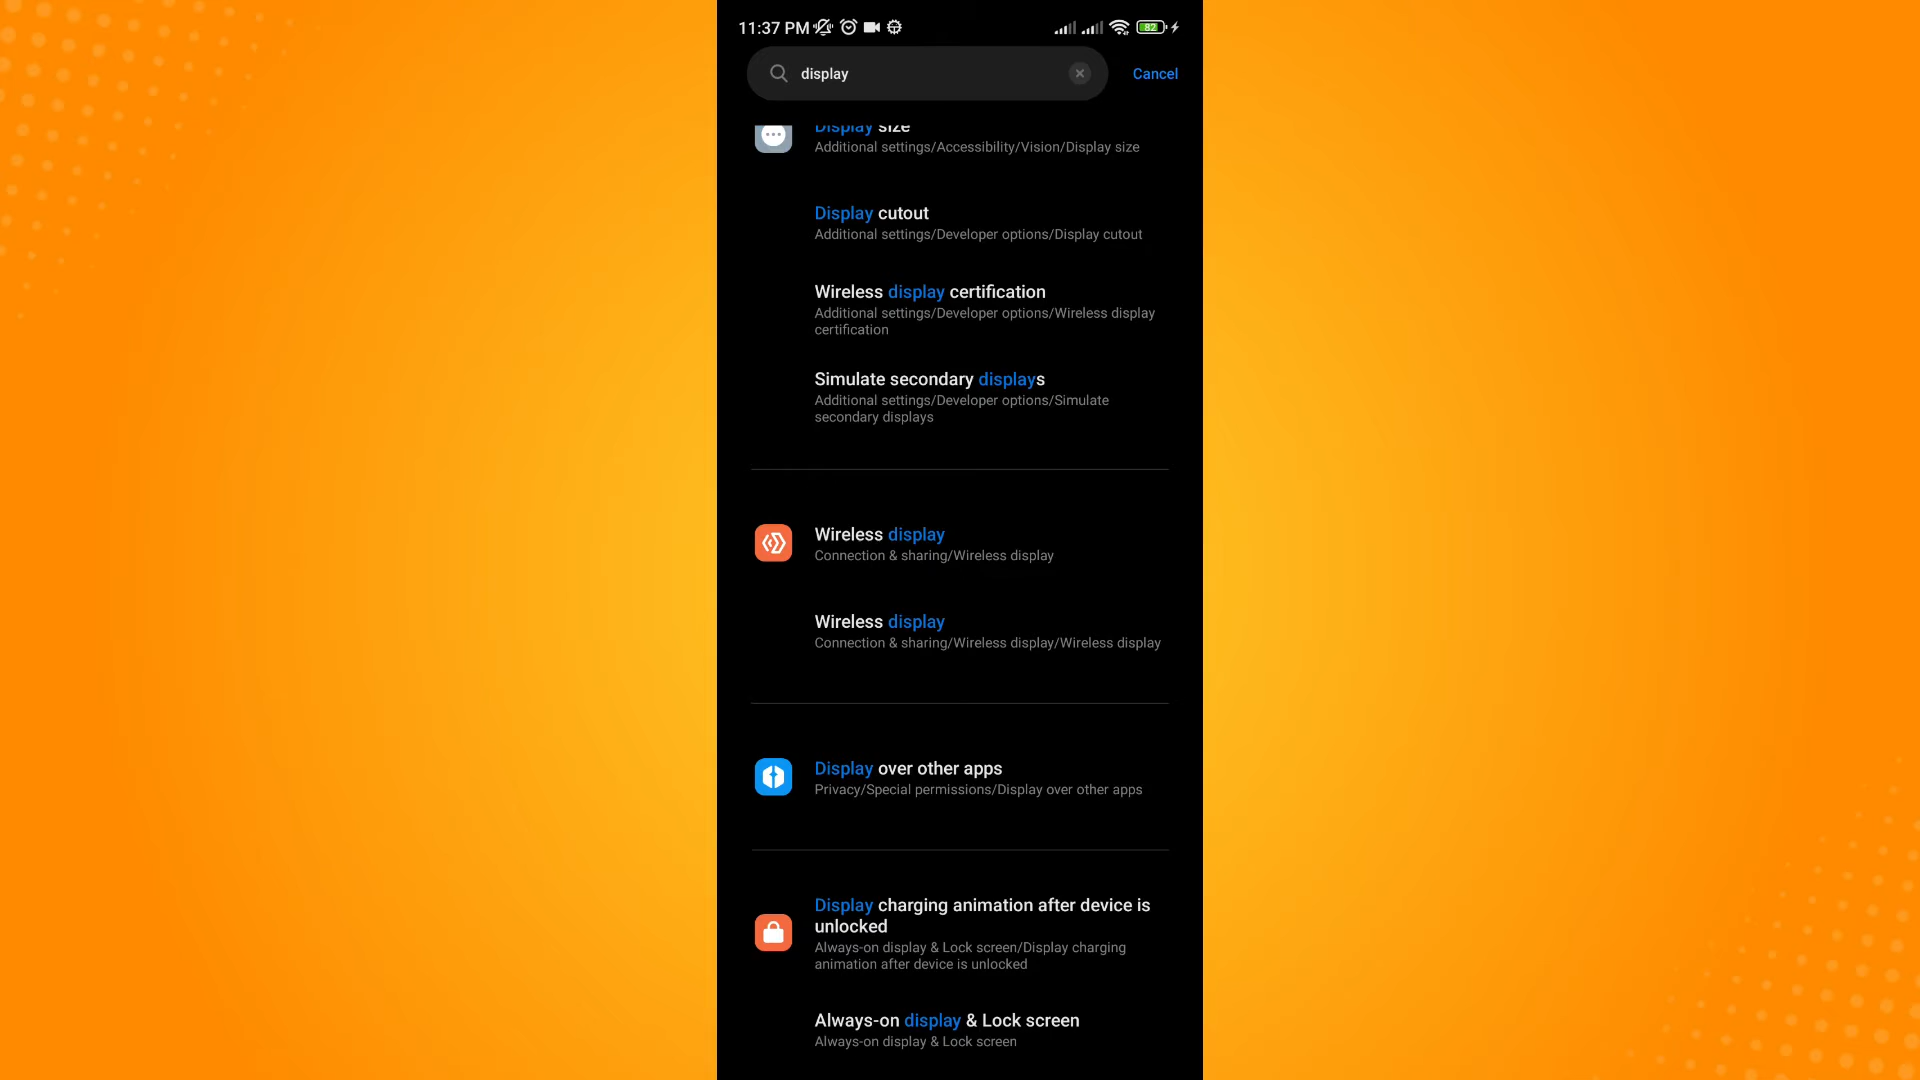 11:37 PM
82
display
Cancel
Display size
Additional settings/Accessibility/Vision/Display size
Display cutout
Additional settings/Developer options/Display cutout
Wireless display certification
Additional settings/Developer options/Wireless display
certification
Simulate secondary displays
Additional settings/Developer options/Simulate
secondary displays
Wireless display
Connection & sharing/Wireless display
Wireless display
Connection & sharing/Wireless display/Wireless display
Display over other apps
Privacy/Special permissions/Display over other apps
Display charging animation after device is
unlocked
Always-on display & Lock screen/Display charging
animation after device is unlocked
Always-on display & Lock screen
Always-on display & Lock screen